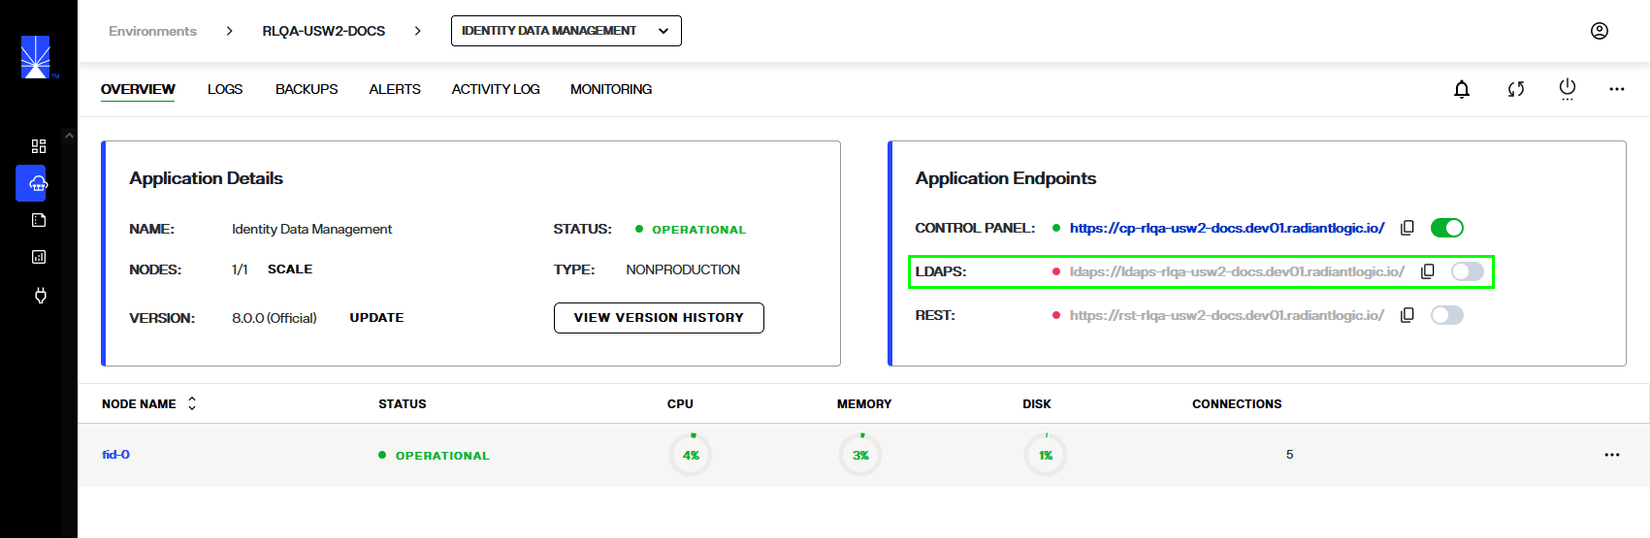 Environments > RLQA-USW2-DOCS > IDENTITY DATA MANAGEMENT
TM
OVERVIEW LOGS BACKUPS ALERTS ACTIVITY LOG MONITORING
Application Details
NAME: Identity Data Management STATUS: OPERATIONAL
NODES: 1/1 SCALE TYPE: NONPRODUCTION
VERSION: 8.0.0 (Official) UPDATE VIEW VERSION HISTORY
Application Endpoints
CONTROL PANEL: https://cp-rlqa-usw2-docs.dev01.radiantlogic.io/
LDAPS: ldaps://ldaps-rlqa-usw2-docs.dev01.radiantlogic.io/
REST: https://rst-rlqa-usw2-docs.dev01.radiantlogic.io/
NODE NAME STATUS CPU MEMORY DISK CONNECTIONS
fid-0 OPERATIONAL 4% 3% 1% 5